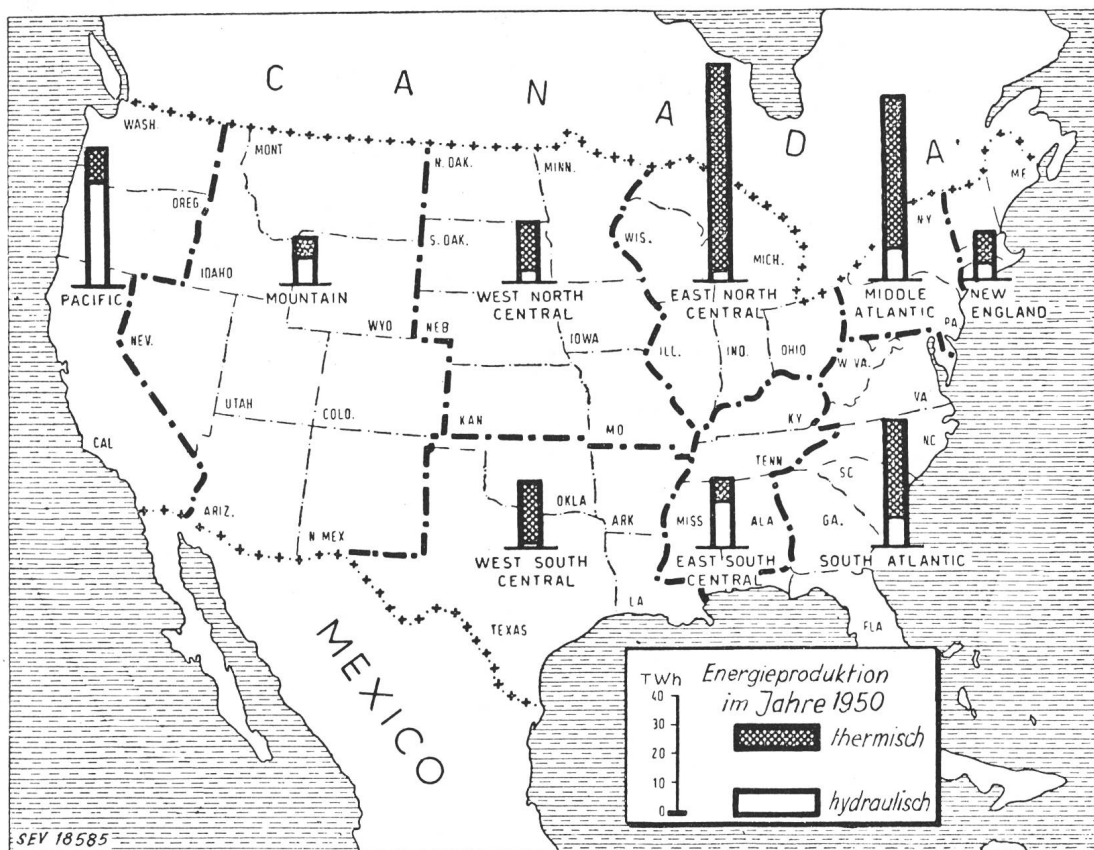 C A N A D A
WASH.
MONT
N. OAK.
MINN.
ME
OREG
S. OAK.
WIS.
MICH.
NY
IDAHO
PACIFIC
MOUNTAIN
WEST NORTH
CENTRAL
EAST NORTH
CENTRAL
MIDDLE
ATLANTIC
NEW
ENGLAND
NEV.
WYO
NEB
IOWA
ILL.
IND.
OHIO
PA
W VA.
UTAH
COLO.
KAN
MO
KY
VA
CAL
TENN
NC
SC
ARIZ.
N MEX
OKLA
ARK
MISS
ALA
GA.
WEST SOUTH
CENTRAL
EAST SOUTH
CENTRAL
SOUTH ATLANTIC
LA
TEXAS
FLA
MEXICO
TWh
40
30
20
10
0
Energieproduktion
im Jahre 1950
thermisch
hydraulisch
SEV 18585